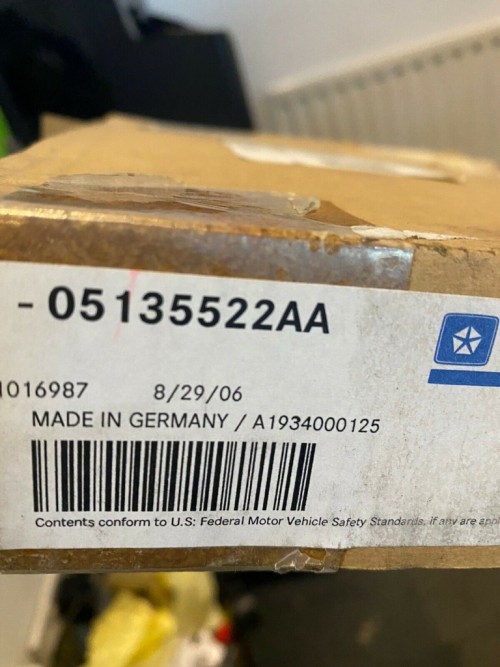 - 05135522AA
1016987 8/29/06
MADE IN GERMANY / A1934000125
Contents conform to U.S: Federal Motor Vehicle Safety Standards, if any are